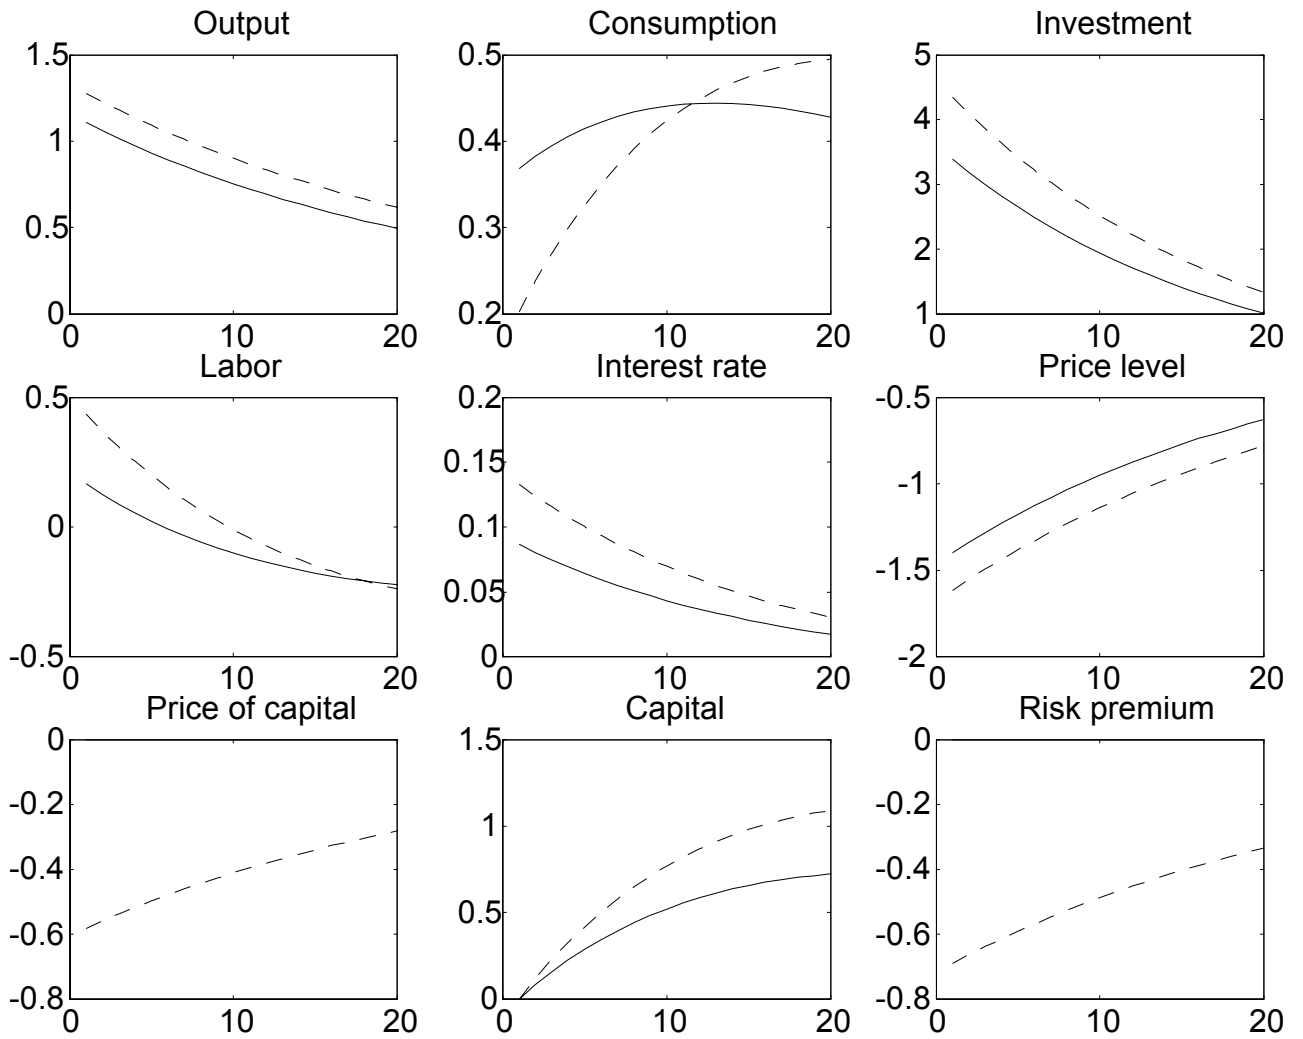 Output Consumption Investment
1.5 0.5 5
4
1 0.4
3
0.5 0.3
2
0 0.2 1
0 10 20 0 10 20 0 10 20
Labor Interest rate Price level
0.5 0.2 -0.5
0.15 -1
0 0.1
0.05 -1.5
-0.5 0 -2
0 10 20 0 10 20 0 10 20
Price of capital Capital Risk premium
0 1.5 0
-0.2 -0.2
1
-0.4 -0.4
0.5
-0.6 -0.6
-0.8 0 -0.8
0 10 20 0 10 20 0 10 20